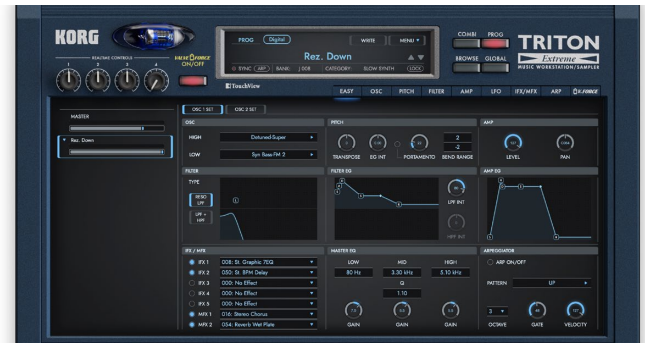 KORG
REALTIME CONTROLS
1 2 3 4
VALVE FORCE
ON/OFF
PROG Digital WRITE MENU
Rez. Down
SYNC ARP BANK: J 008 CATEGORY: SLOW SYNTH LOCK
TouchView
COMBI PROG
BROWSE GLOBAL
TRITON
Extreme
MUSIC WORKSTATION/SAMPLER
EASY OSC PITCH FILTER AMP LFO IFX/MFX ARP V.FORCE
MASTER
Rez. Down
OSC 1 SET OSC 2 SET
OSC
HIGH Detuned-Super
LOW Syn Bass-FM 2
PITCH
TRANSPOSE EG INT PORTAMENTO BEND RANGE
2
-2
AMP
127
LEVEL PAN
FILTER
TYPE
RESO
LPF
LPF +
HPF
L
FILTER EG
LPF INT
HPF INT
AMP EG
IFX / MFX
IFX 1 008: St. Graphic 7EQ
IFX 2 050: St. BPM Delay
IFX 3 000: No Effect
IFX 4 000: No Effect
IFX 5 000: No Effect
MFX 1 016: Stereo Chorus
MFX 2 054: Reverb Wet Plate
MASTER EQ
LOW MID HIGH
80 Hz 3.30 kHz 5.10 kHz
Q
1.10
GAIN GAIN GAIN
ARPEGGIATOR
ARP ON/OFF
PATTERN UP
3
127
OCTAVE GATE VELOCITY